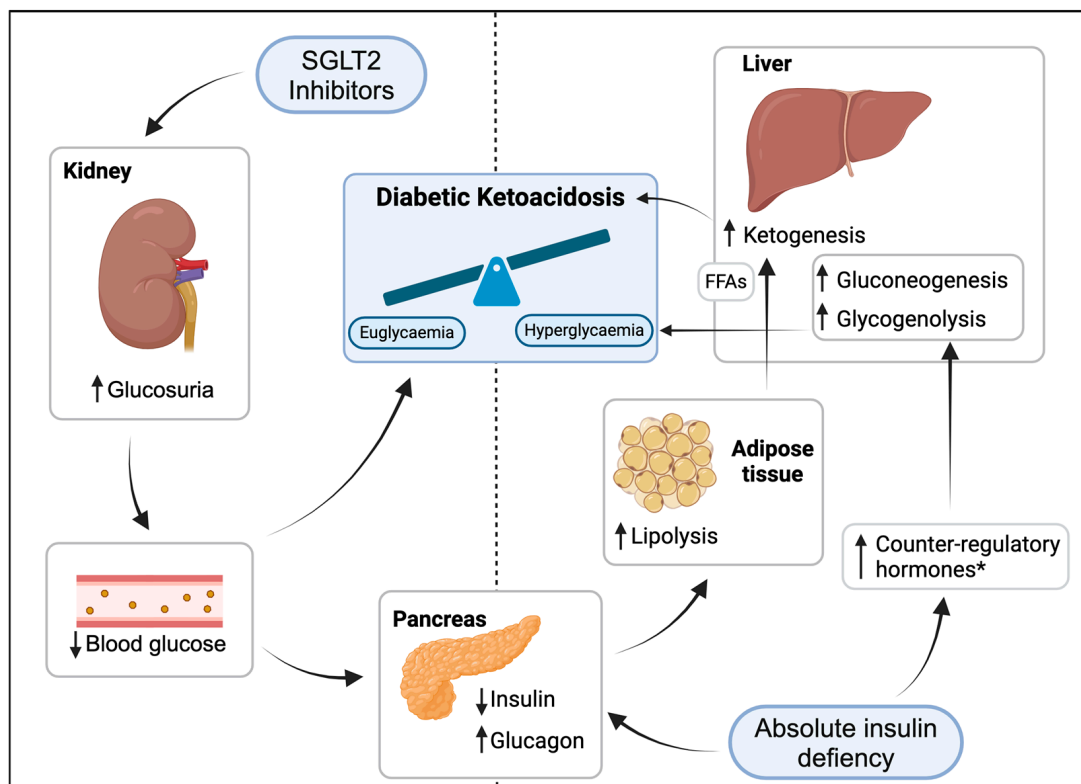 SGLT2
Inhibitors
Kidney
↑ Glucosuria
↓ Blood glucose
Diabetic Ketoacidosis
Euglycaemia
Hyperglycaemia
Pancreas
↓ Insulin
↑ Glucagon
Liver
↑ Ketogenesis
FFAs
↑ Gluconeogenesis
↑ Glycogenolysis
Adipose
tissue
↑ Lipolysis
↑ Counter-regulatory
hormones*
Absolute insulin
defiency